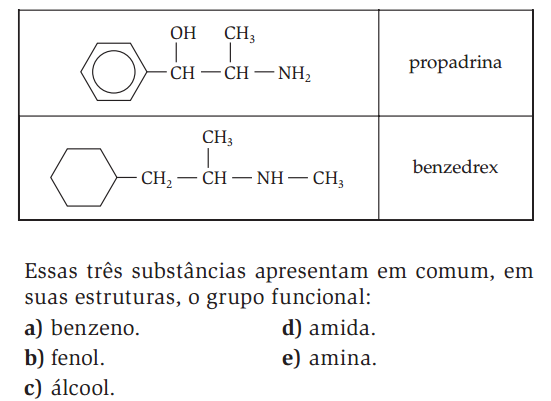 OH CH₃
CH — CH — NH₂
propadrina
CH₃
CH₂ — CH — NH — CH₃
benzedrex
Essas três substâncias apresentam em comum, em
suas estruturas, o grupo funcional:
a) benzeno. d) amida.
b) fenol. e) amina.
c) álcool.